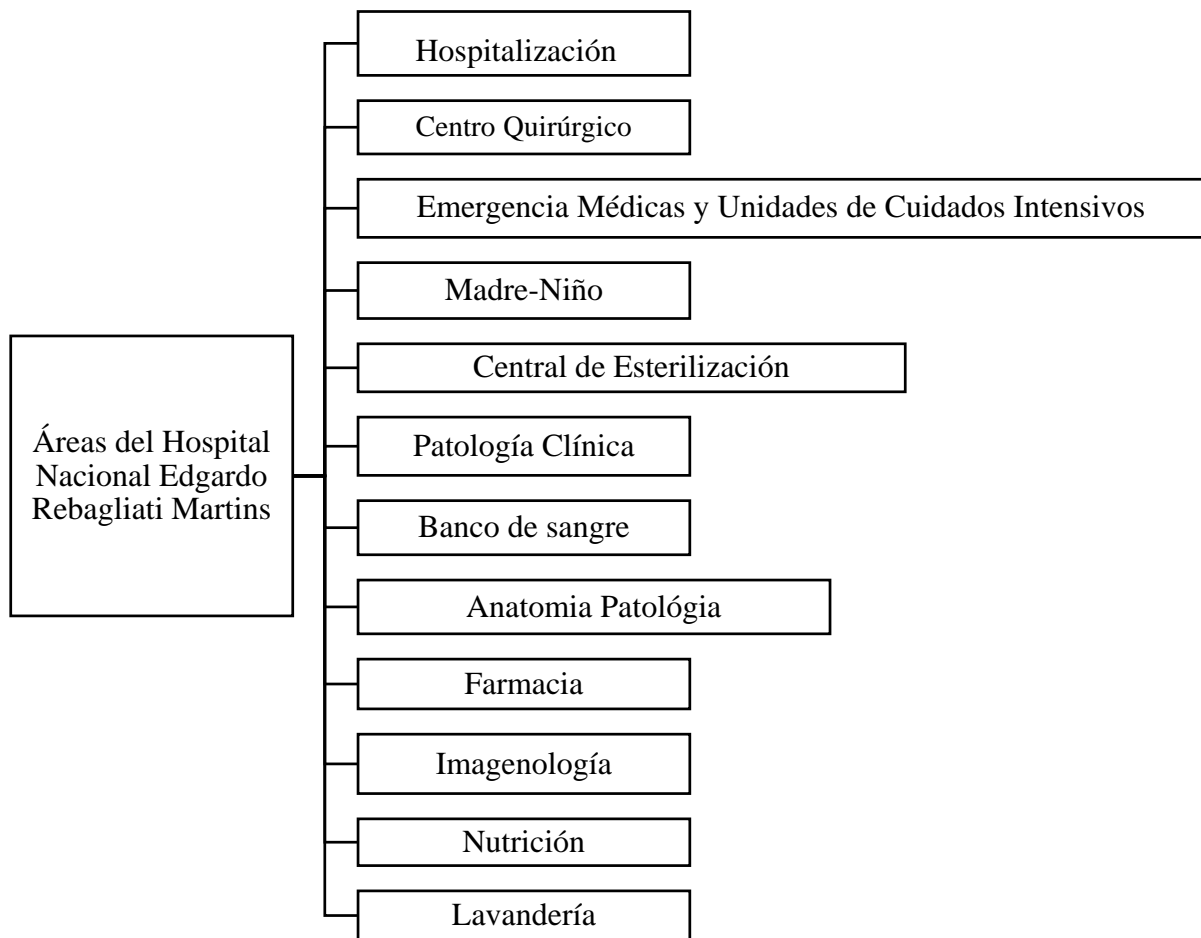 Áreas del Hospital
Nacional Edgardo
Rebagliati Martins
Hospitalización
Centro Quirúrgico
Emergencia Médicas y Unidades de Cuidados Intensivos
Madre-Niño
Central de Esterilización
Patología Clínica
Banco de sangre
Anatomia Patológia
Farmacia
Imagenología
Nutrición
Lavandería